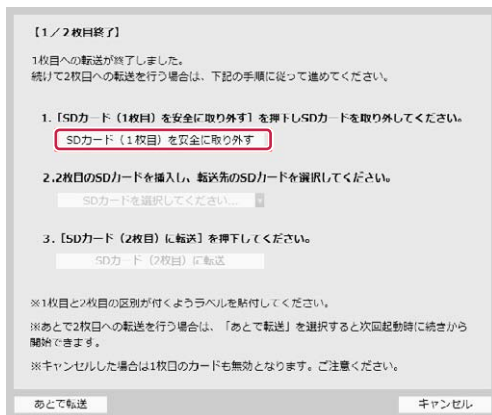 【1/2枚目終了】
1枚目への転送が終了しました。
続けて2枚目への転送を行う場合は、下記の手順に従って進めてください。
1.［SDカード（1枚目）を安全に取り外す］を押下しSDカードを取り外してください。
SDカード（1枚目）を安全に取り外す
2.2枚目のSDカードを挿入し、転送先のSDカードを選択してください。
SDカードを選択してください...
3.［SDカード（2枚目）に転送］を押下してください。
SDカード（2枚目）に転送
※1枚目と2枚目の区別が付くようラベルを貼付してください。
※あとで2枚目への転送を行う場合は、「あとで転送」を選択すると次回起動時に続きから
開始できます。
※キャンセルした場合は1枚目のカードも無効となります。ご注意ください。
あとで転送
キャンセル